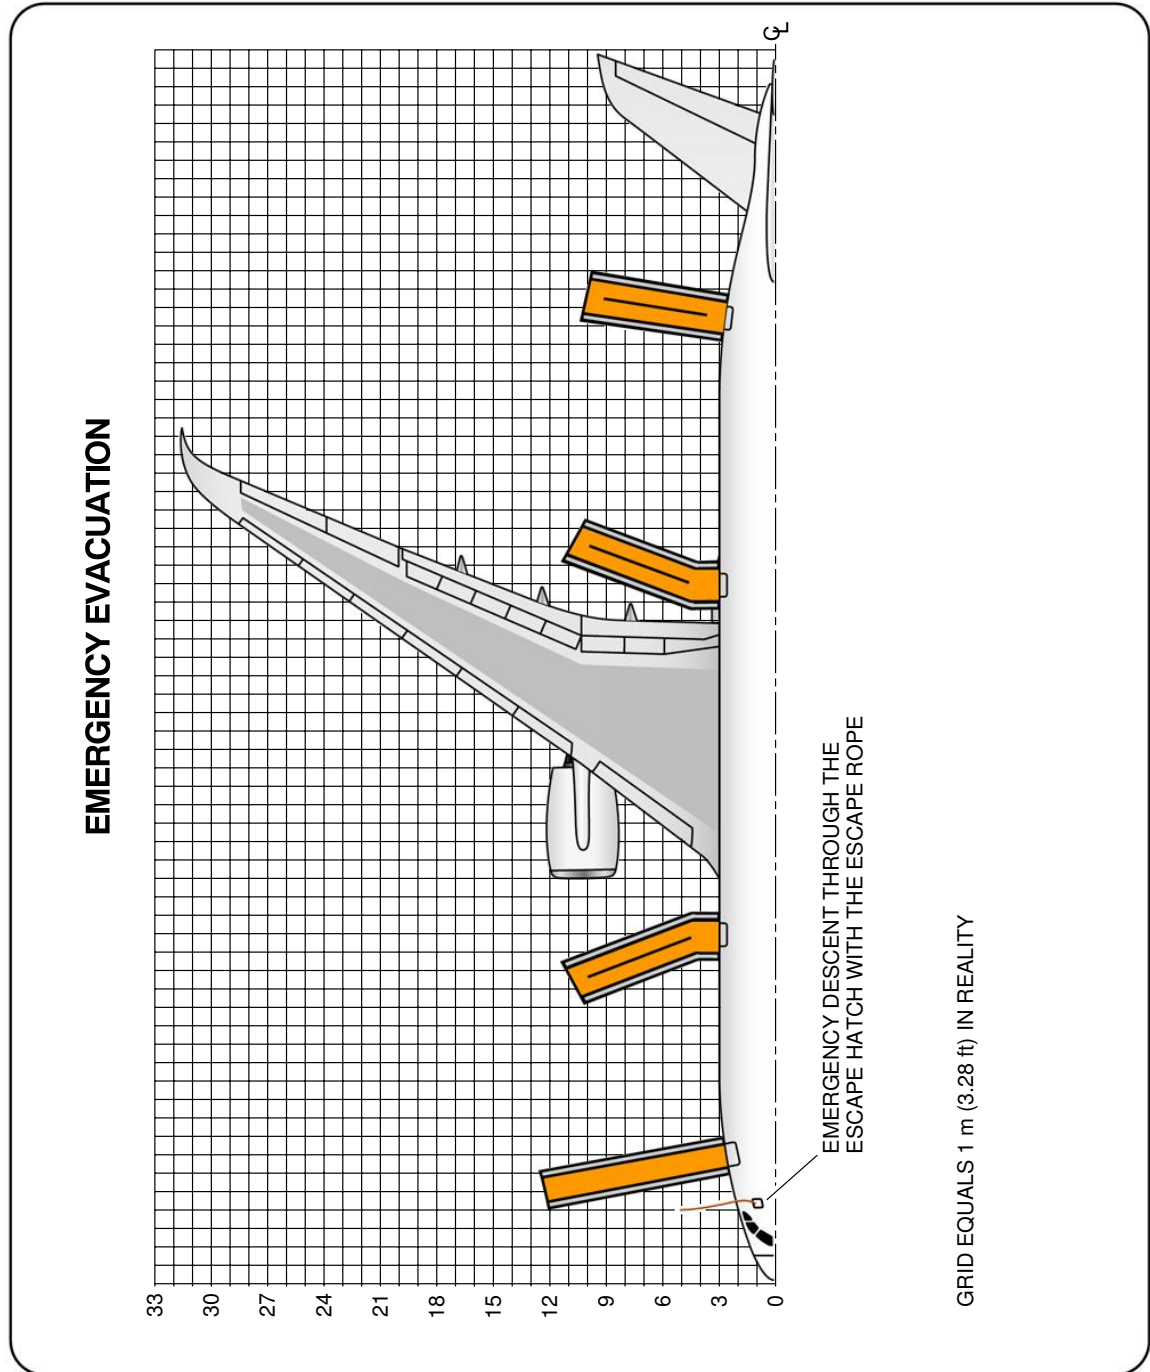 EMERGENCY EVACUATION
33
30
27
24
21
18
15
12
9
6
3
0
CL
EMERGENCY DESCENT THROUGH THE
ESCAPE HATCH WITH THE ESCAPE ROPE
GRID EQUALS 1 m (3.28 ft) IN REALITY